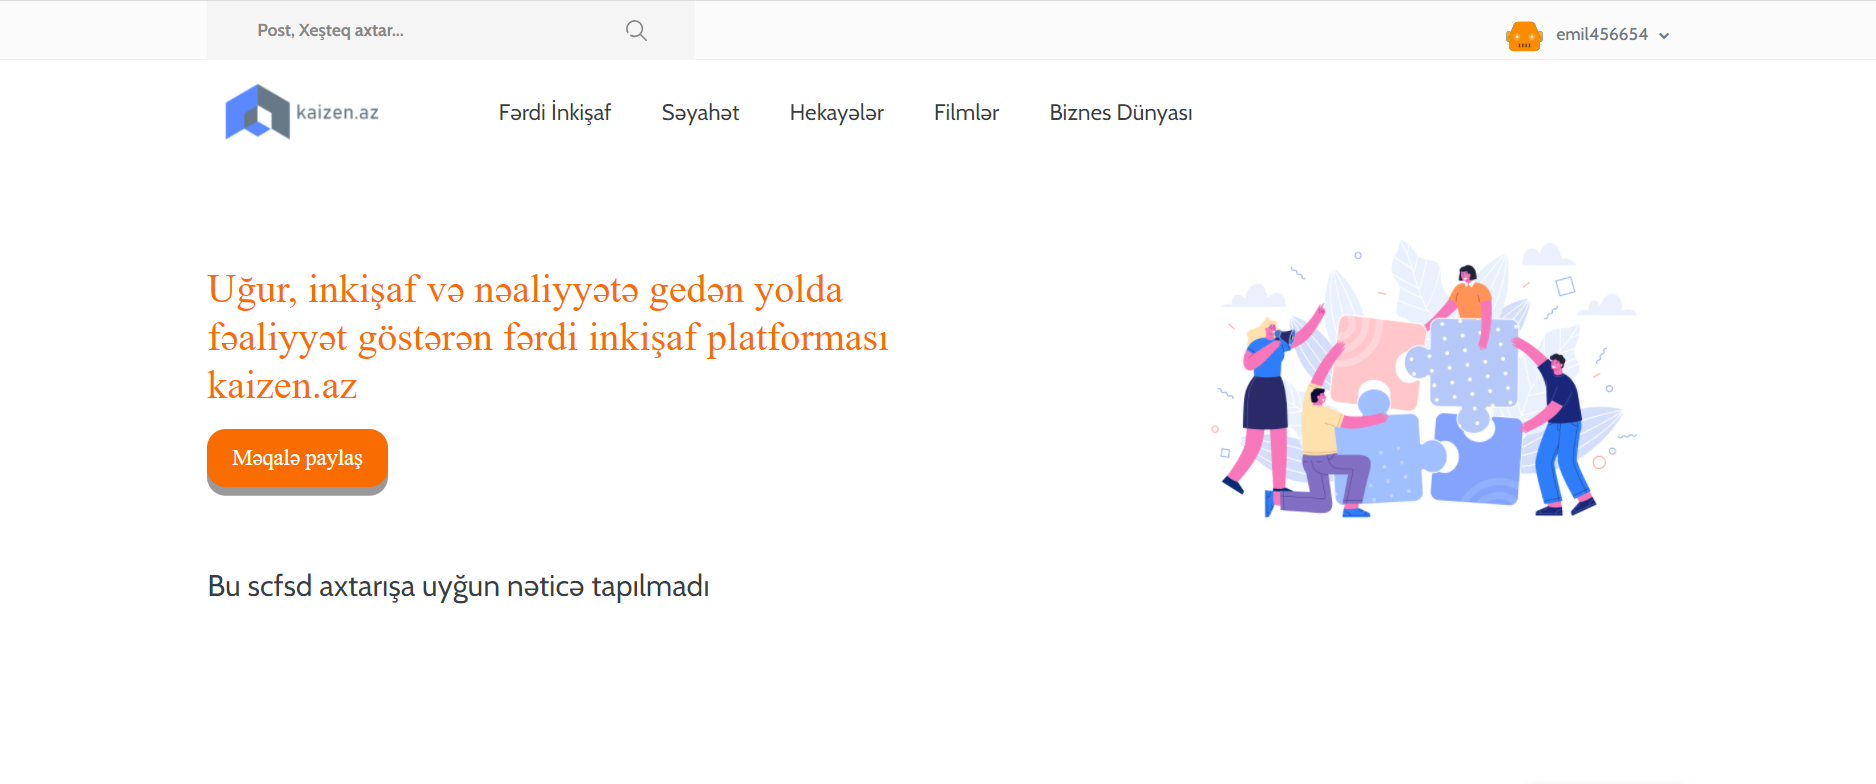 Post, Xeşteq axtar...
emil456654
kaizen.az
Fərdi İnkişaf
Səyahət
Hekayələr
Filmlər
Biznes Dünyası
Uğur, inkişaf və nəaliyyətə gedən yolda
fəaliyyət göstərən fərdi inkişaf platforması
kaizen.az
Məqalə paylaş
Bu scfsd axtarışa uyğun nəticə tapılmadı